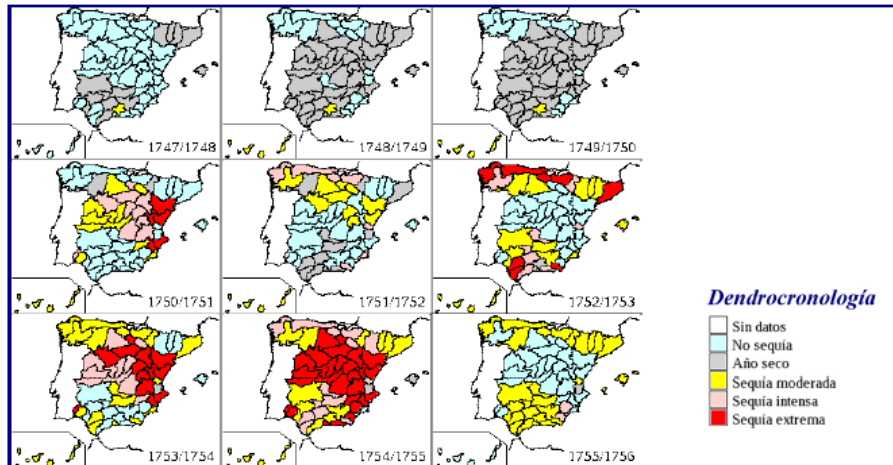 1747/1748
1748/1749
1749/1750
1750/1751
1751/1752
1752/1753
1753/1754
1754/1755
1755/1756
Dendrocronología
Sin datos
No sequía
Año seco
Sequía moderada
Sequía intensa
Sequía extrema